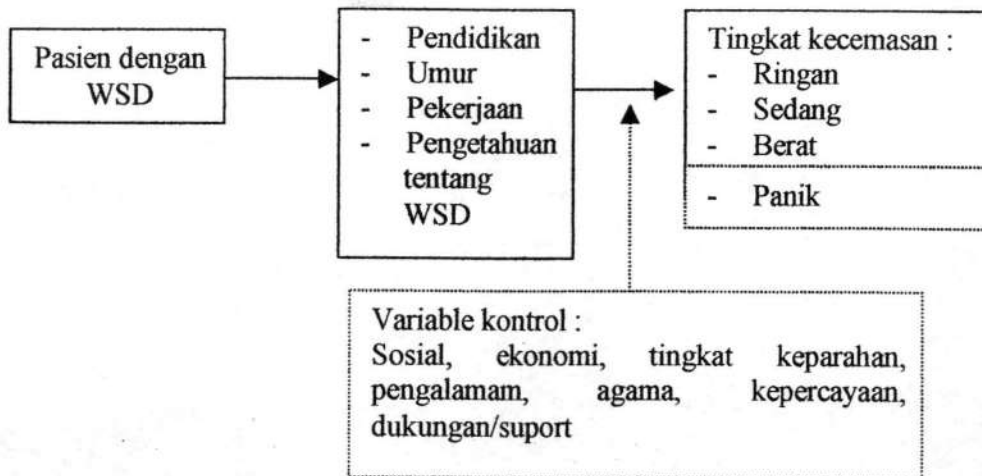 Pasien dengan
WSD
- Pendidikan
- Umur
- Pekerjaan
- Pengetahuan
tentang
WSD
Tingkat kecemasan :
- Ringan
- Sedang
- Berat
- Panik
Variable kontrol :
Sosial, ekonomi, tingkat keparahan,
pengalamam, agama, kepercayaan,
dukungan/suport